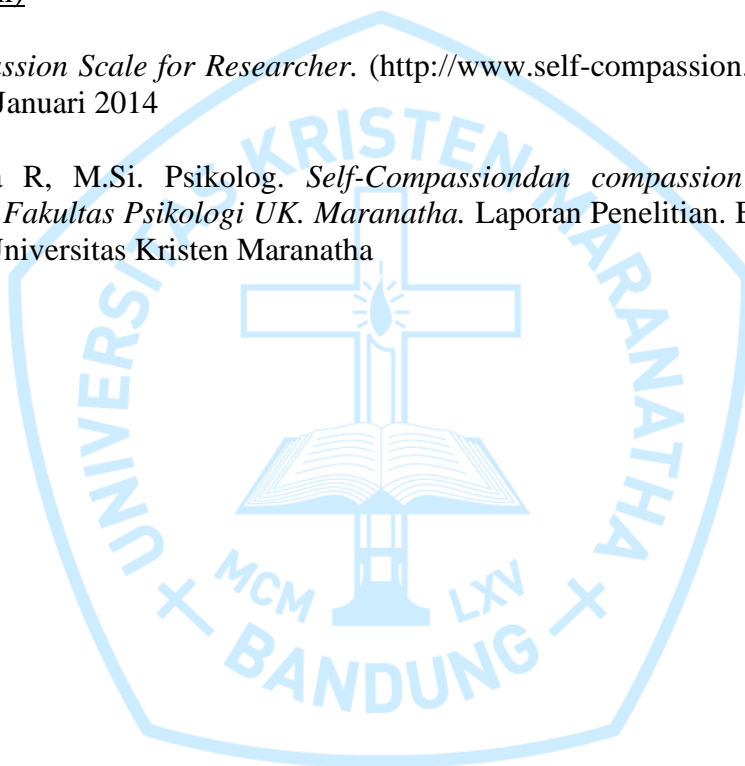 ssion Scale for Researcher. (http://www.self-compassion.
Januari 2014
R, M.Si. Psikolog. Self-Compassiondan compassion
Fakultas Psikologi UK. Maranatha. Laporan Penelitian.
Universitas Kristen Maranatha
UNIVERSITAS KRISTEN MARANATHA
MCM LXV
BANDUNG